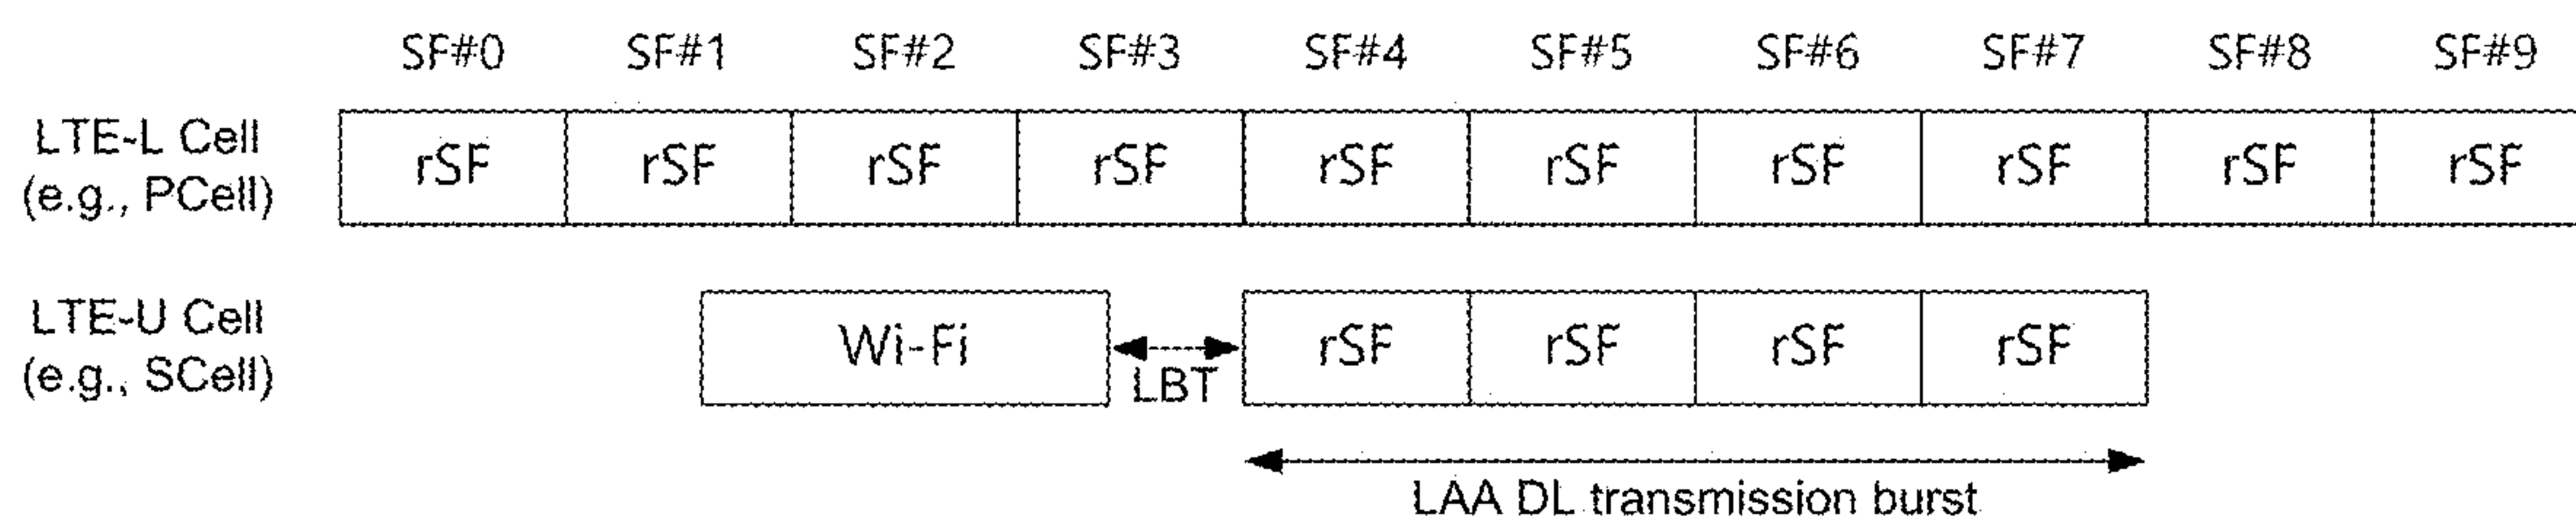 SF#0 SF#1 SF#2 SF#3 SF#4 SF#5 SF#6 SF#7 SF#8 SF#9
LTE-L Cell
(e.g., PCell)
rSF rSF rSF rSF rSF rSF rSF rSF rSF rSF
LTE-U Cell
(e.g., SCell)
Wi-Fi
LBT
rSF rSF rSF rSF
LAA DL transmission burst